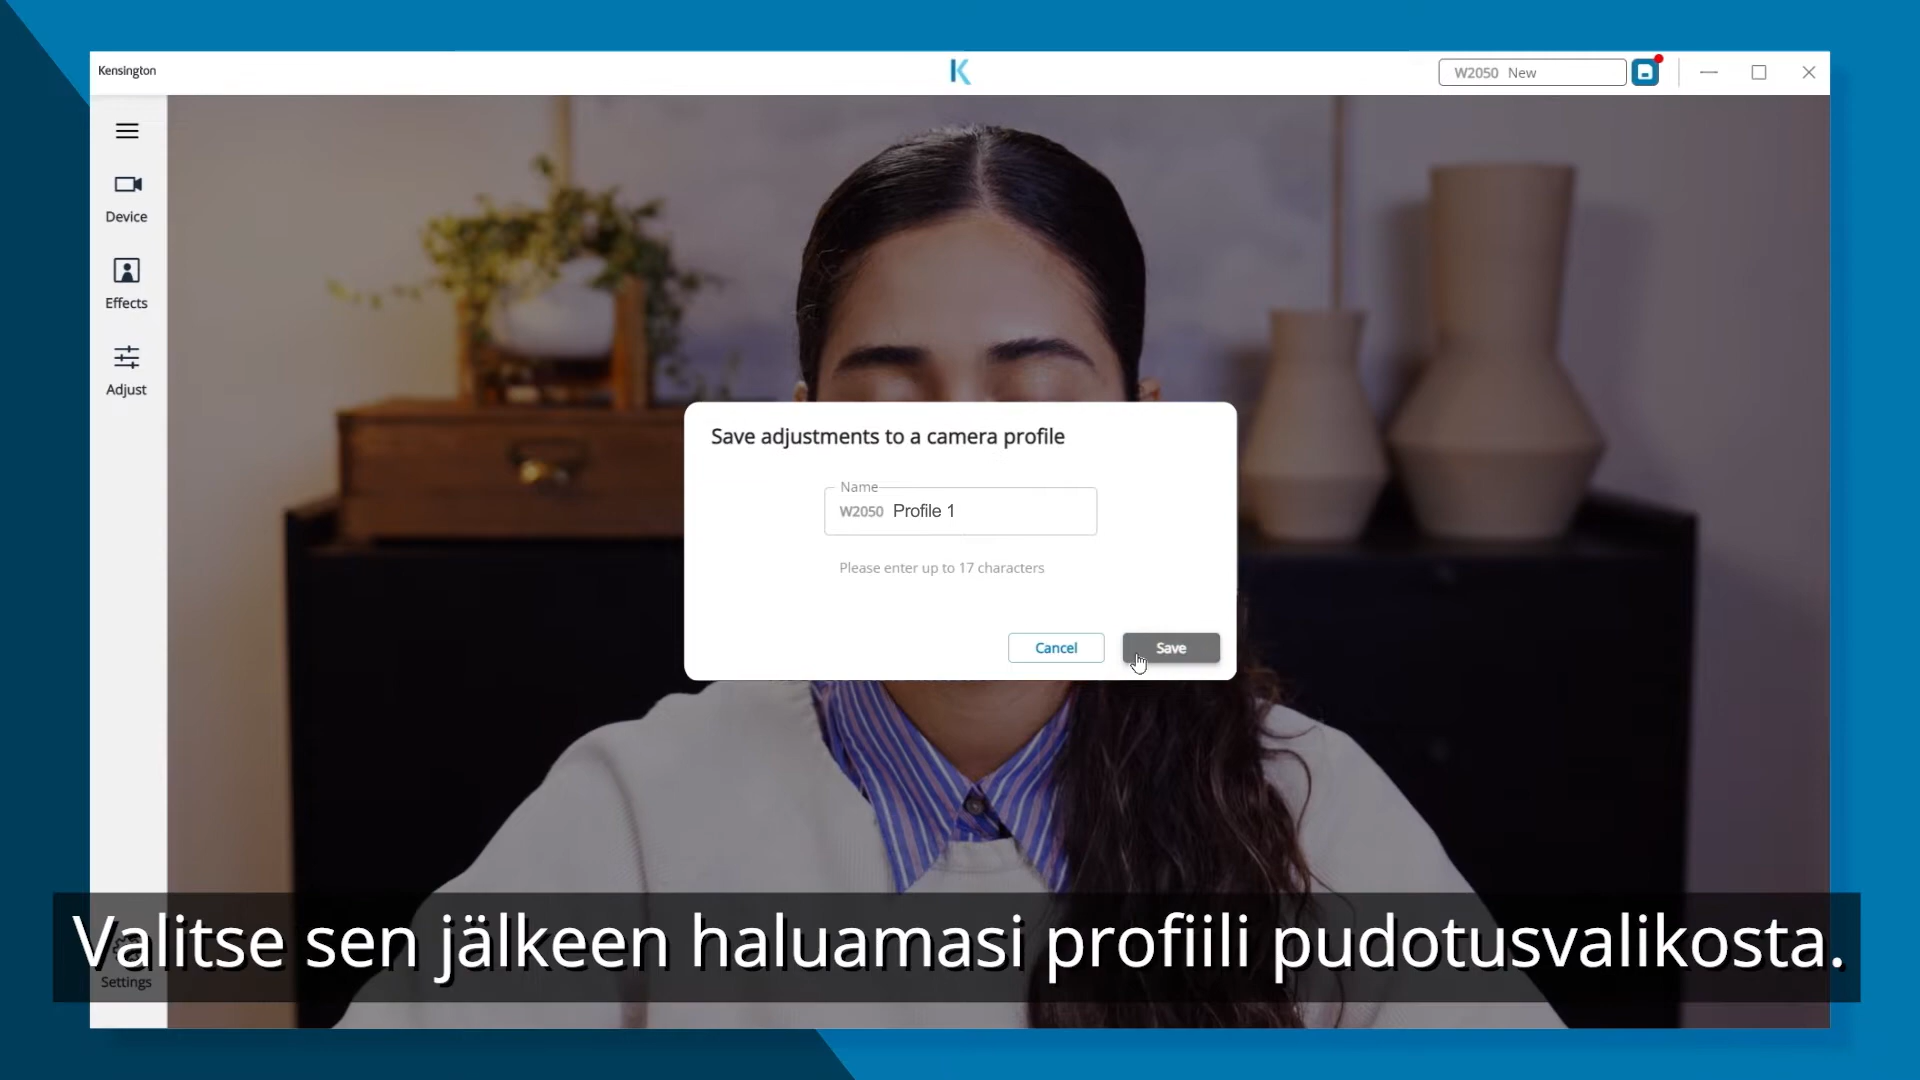 Kensington
W2050 New
Device
Effects
Adjust
Save adjustments to a camera profile
Name
W2050 Profile 1
Please enter up to 17 characters
Cancel
Save
Valitse sen jälkeen haluamasi profiili pudotusvalikosta.
Settings